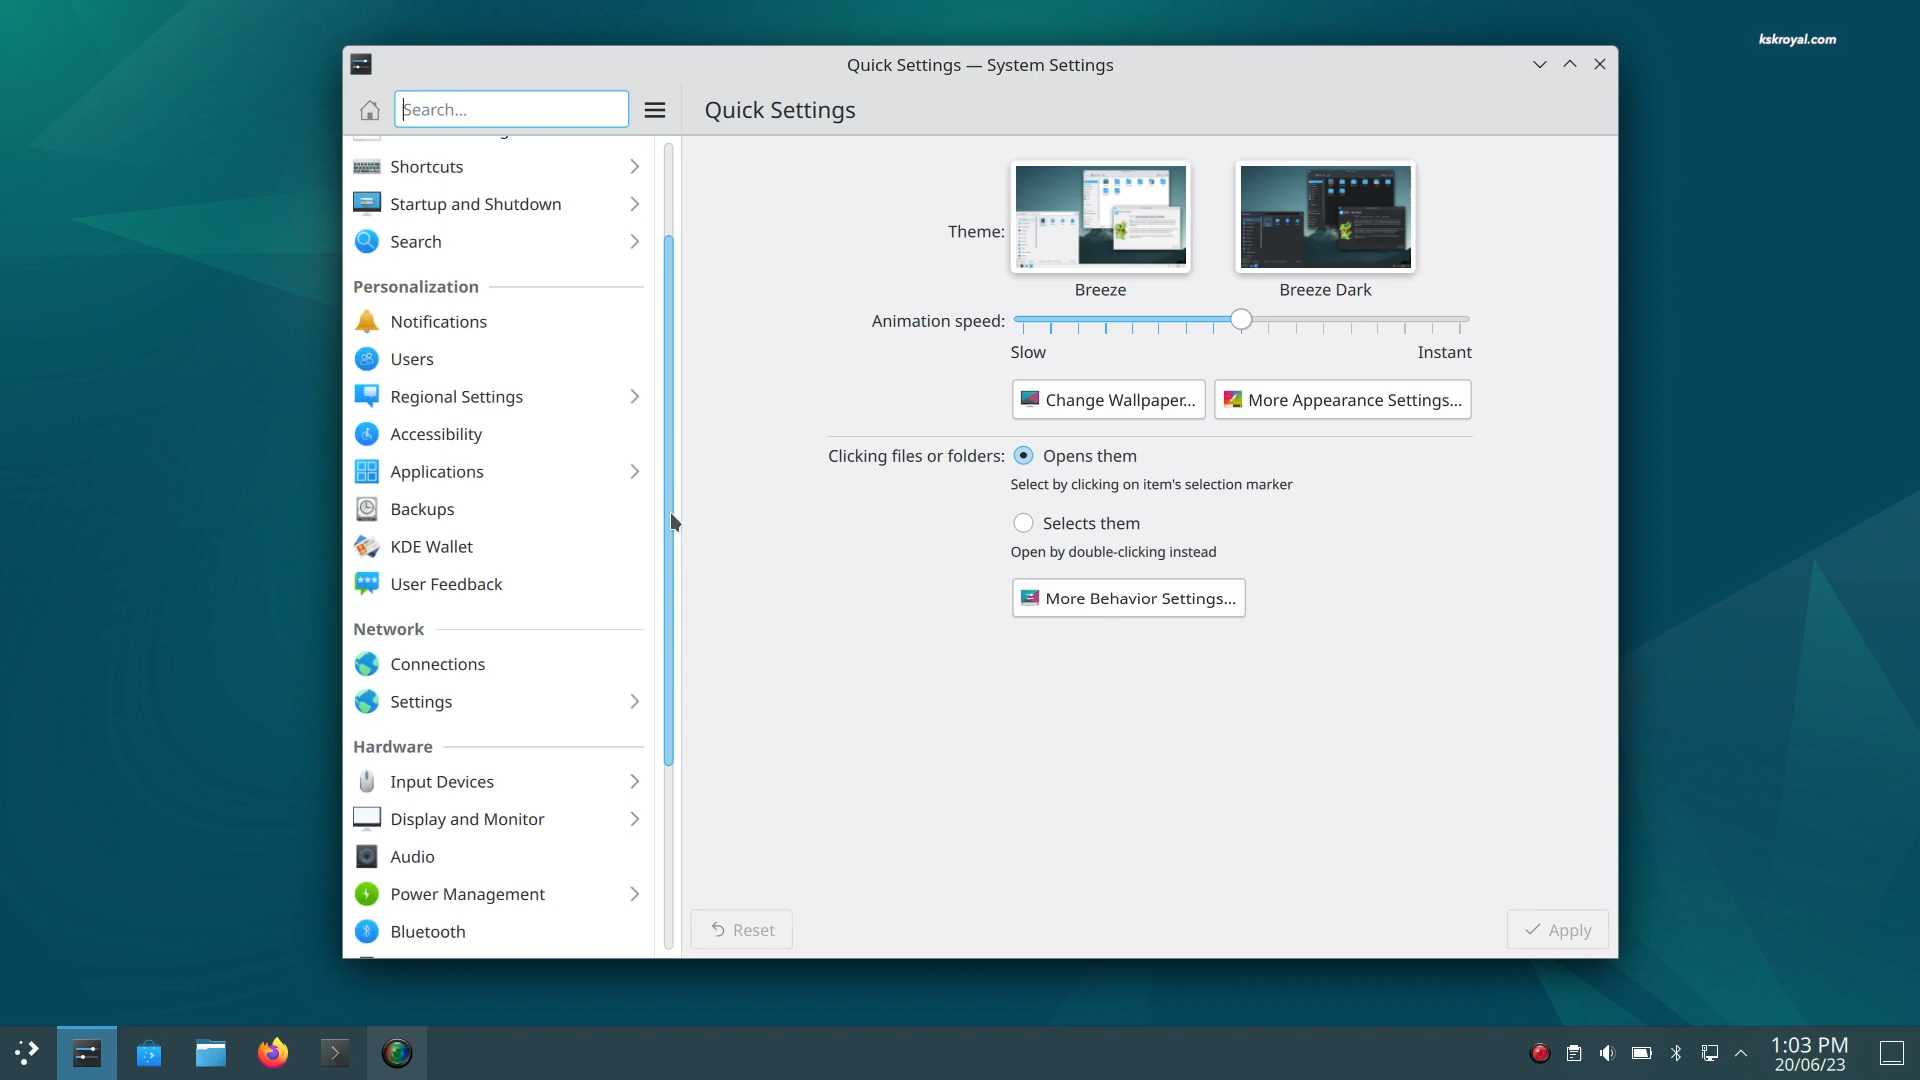 kskroyal.com
Quick Settings — System Settings
Search...
Quick Settings
Shortcuts
Startup and Shutdown
Search
Personalization
Notifications
Users
Regional Settings
Accessibility
Applications
Backups
KDE Wallet
User Feedback
Network
Connections
Settings
Hardware
Input Devices
Display and Monitor
Audio
Power Management
Bluetooth
Theme:
Breeze
Breeze Dark
Animation speed:
Slow
Instant
Change Wallpaper...
More Appearance Settings...
Clicking files or folders:
Opens them
Select by clicking on item's selection marker
Selects them
Open by double-clicking instead
More Behavior Settings...
Reset
Apply
1:03 PM
20/06/23